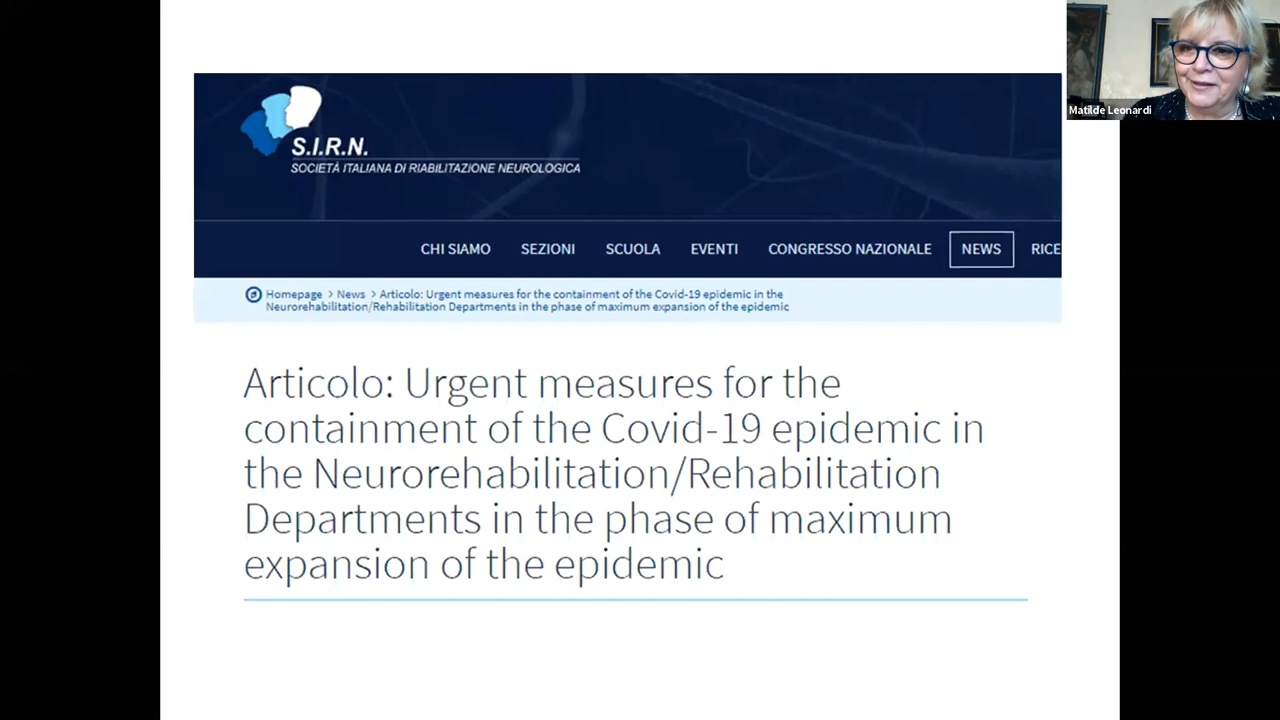 Matilde Leonardi
S.I.R.N.
SOCIETÀ ITALIANA DI RIABILITAZIONE NEUROLOGICA
CHI SIAMO SEZIONI SCUOLA EVENTI CONGRESSO NAZIONALE NEWS RICE
Homepage > News > Articolo: Urgent measures for the containment of the Covid-19 epidemic in the
Neurorehabilitation/Rehabilitation Departments in the phase of maximum expansion of the epidemic
Articolo: Urgent measures for the
containment of the Covid-19 epidemic in
the Neurorehabilitation/Rehabilitation
Departments in the phase of maximum
expansion of the epidemic